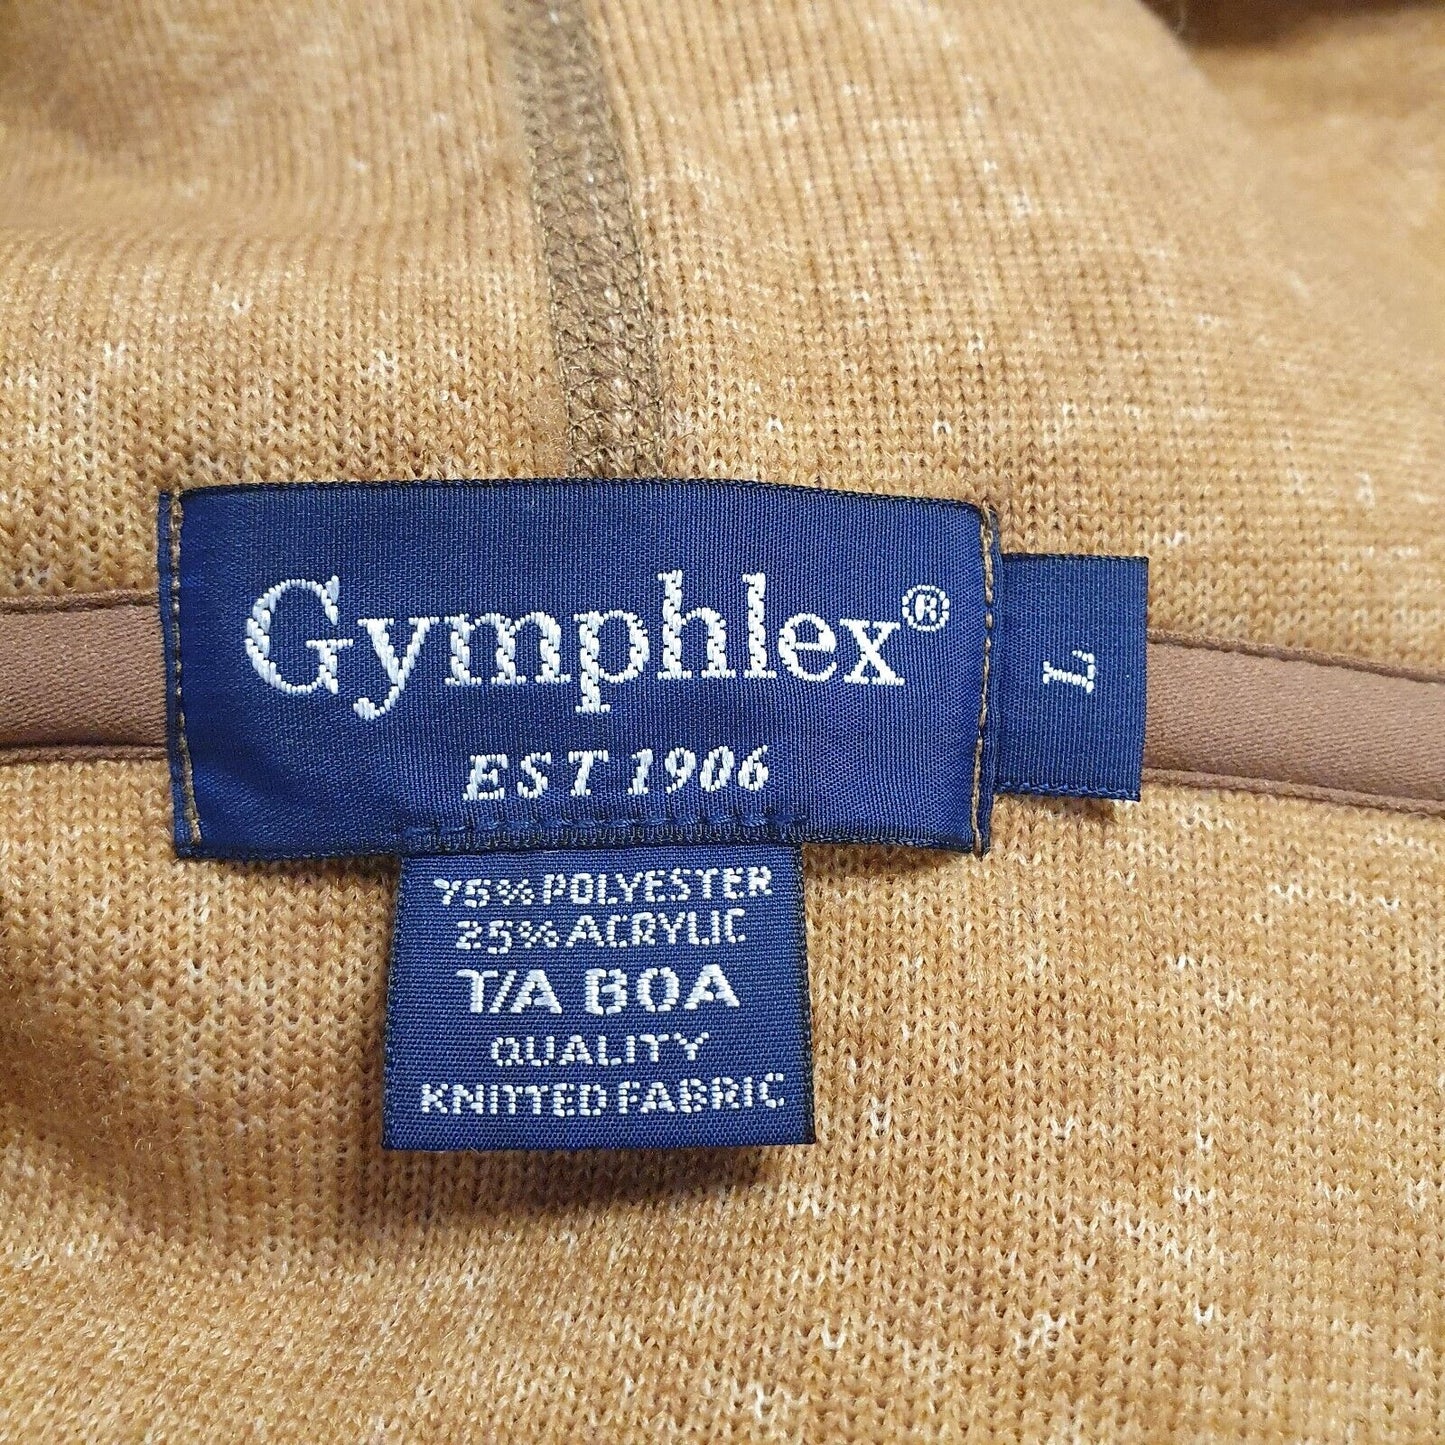 Gymphlex®
EST 1906
L
75% POLYESTER
25% ACRYLIC
T/A BOA
QUALITY
KNITTED FABRIC